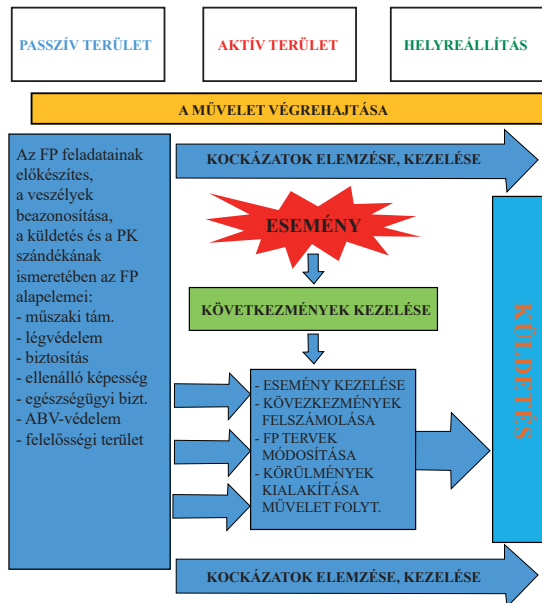 PASSZÍV TERÜLET
AKTÍV TERÜLET
HELYREÁLLÍTÁS
A MŰVELET VÉGREHAJTÁSA
Az FP feladatainak
előkészítes,
a veszélyek
beazonosítása,
a küldetés és a PK
szándékának
ismeretében az FP
alapelemei:
- műszaki tám.
- légvédelem
- biztosítás
- ellenálló képesség
- egészségügyi bizt.
- ABV-védelem
- felelősségi terület
KOCKÁZATOK ELEMZÉSE, KEZELÉSE
ESEMÉNY
KÖVETKEZMÉNYEK KEZELÉSE
- ESEMÉNY KEZELÉSE
- KÖVEZKEZMÉNYEK
FELSZÁMOLÁSA
- FP TERVEK
MÓDOSÍTÁSA
- KÖRÜLMÉNYEK
KIALAKÍTÁSA
MŰVELET FOLYT.
KÜLDETÉS
KOCKÁZATOK ELEMZÉSE, KEZELÉSE